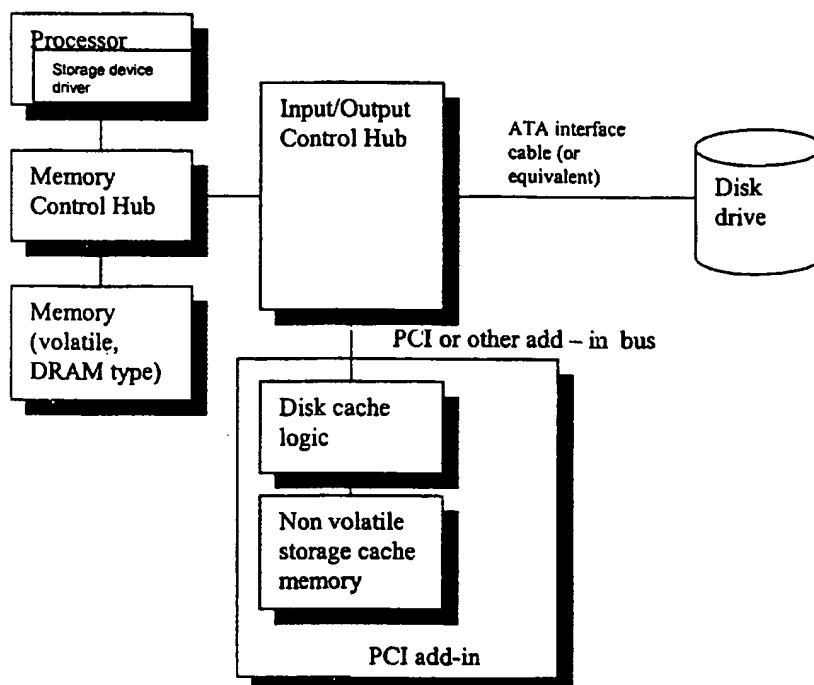 Processor
Storage device
driver
Memory
Control Hub
Memory
(volatile,
DRAM type)
Input/Output
Control Hub
ATA interface
cable (or
equivalent)
Disk
drive
PCI or other add – in bus
Disk cache
logic
Non volatile
storage cache
memory
PCI add-in